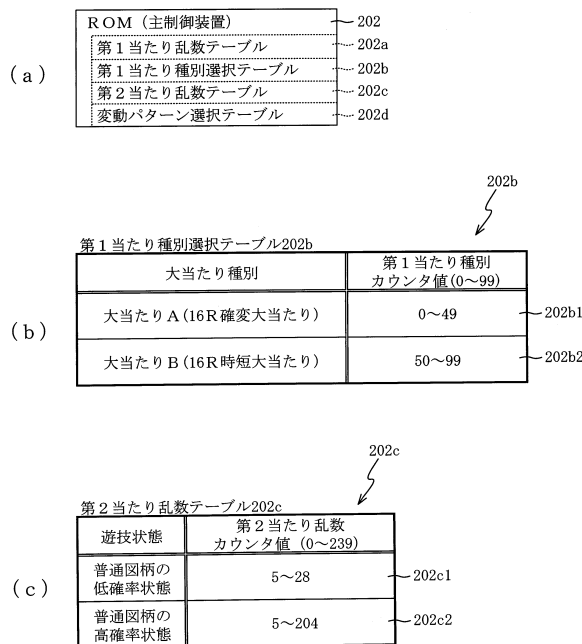 ROM（主制御装置） 202
第１当たり乱数テーブル 202a
（a） 第１当たり種別選択テーブル 202b
第２当たり乱数テーブル 202c
変動パターン選択テーブル 202d
202b
第１当たり種別選択テーブル202b
大当たり種別 第１当たり種別
カウンタ値(0～99)
大当たりA(16R確変大当たり) 0～49 202b1
（b）
大当たりB(16R時短大当たり) 50～99 202b2
202c
第２当たり乱数テーブル202c
遊技状態 第２当たり乱数
カウンタ値 (0～239)
普通図柄の
低確率状態 5～28 202c1
（c）
普通図柄の
高確率状態 5～204 202c2